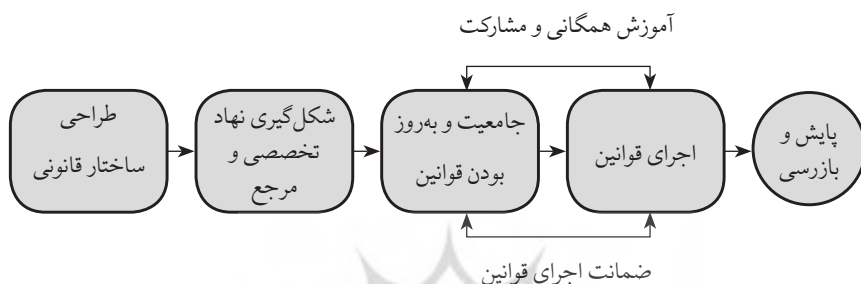 آموزش همگانی و مشارکت
طراحی
ساختار قانونی
شکل‌گیری نهاد
تخصصی و
مرجع
جامعیت و به‌روز
بودن قوانین
اجرای قوانین
پایش و
بازرسی
ضمانت اجرای قوانین